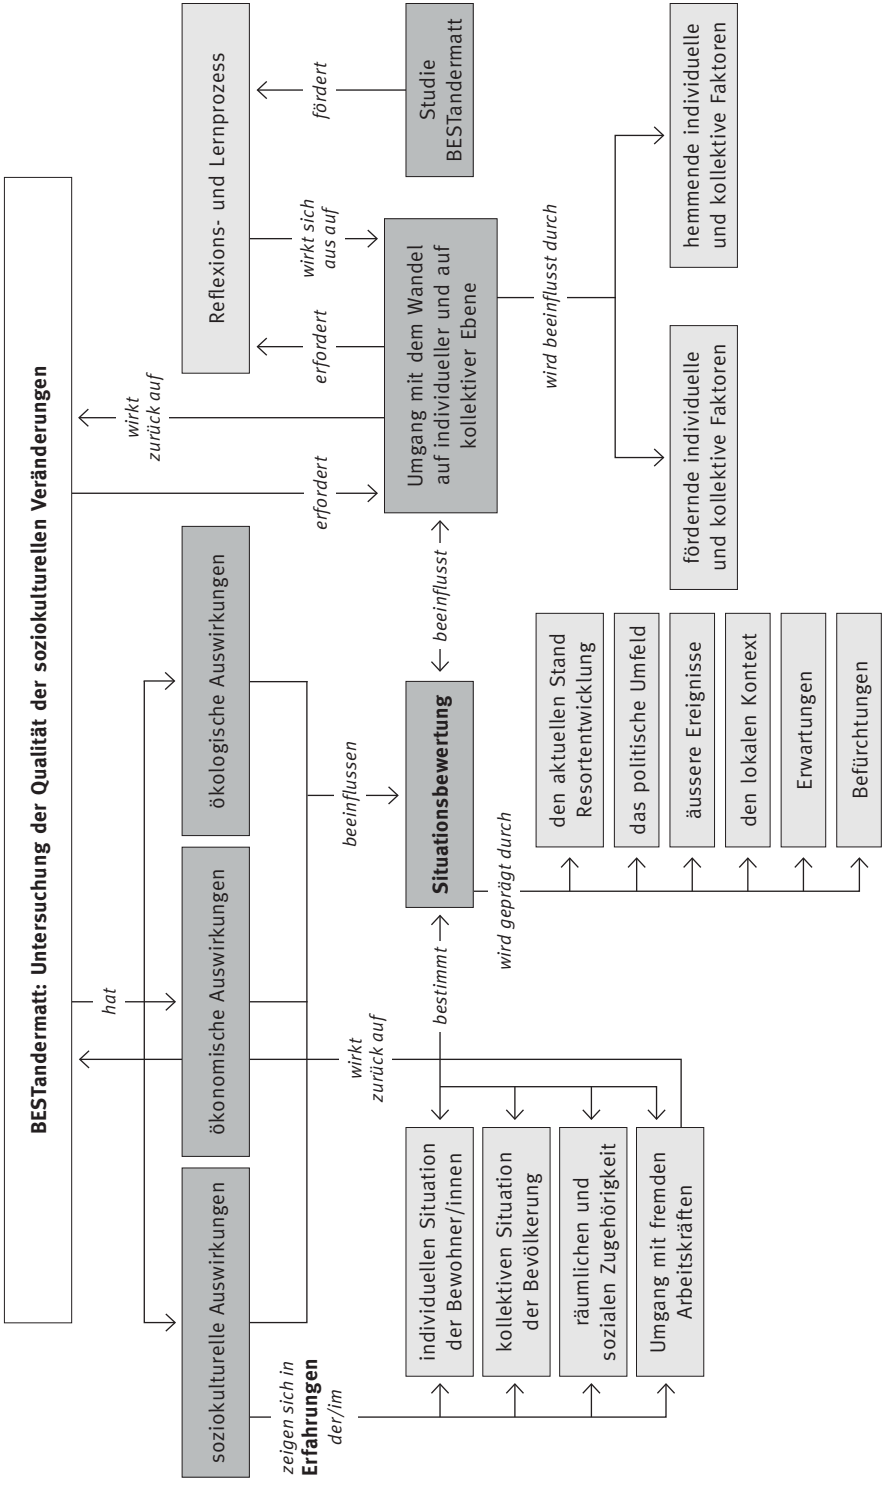 BESTandermatt: Untersuchung der Qualität der soziokulturellen Veränderungen
hat
wirkt
zurück auf
soziokulturelle Auswirkungen
ökonomische Auswirkungen
ökologische Auswirkungen
erfordert
Reflexions- und Lernprozess
zeigen sich in
Erfahrungen
der/im
wirkt
zurück auf
beeinflussen
erfordert
wirkt sich
aus auf
fördert
individuellen Situation
der Bewohner/innen
kollektiven Situation
der Bevölkerung
räumlichen und
sozialen Zugehörigkeit
Umgang mit fremden
Arbeitskräften
bestimmt
Situationsbewertung
beeinflusst
Umgang mit dem Wandel
auf individueller und auf
kollektiver Ebene
Studie
BESTandermatt
wird geprägt durch
den aktuellen Stand
Resortentwicklung
das politische Umfeld
äussere Ereignisse
den lokalen Kontext
Erwartungen
Befürchtungen
wird beeinflusst durch
fördernde individuelle
und kollektive Faktoren
hemmende individuelle
und kollektive Faktoren